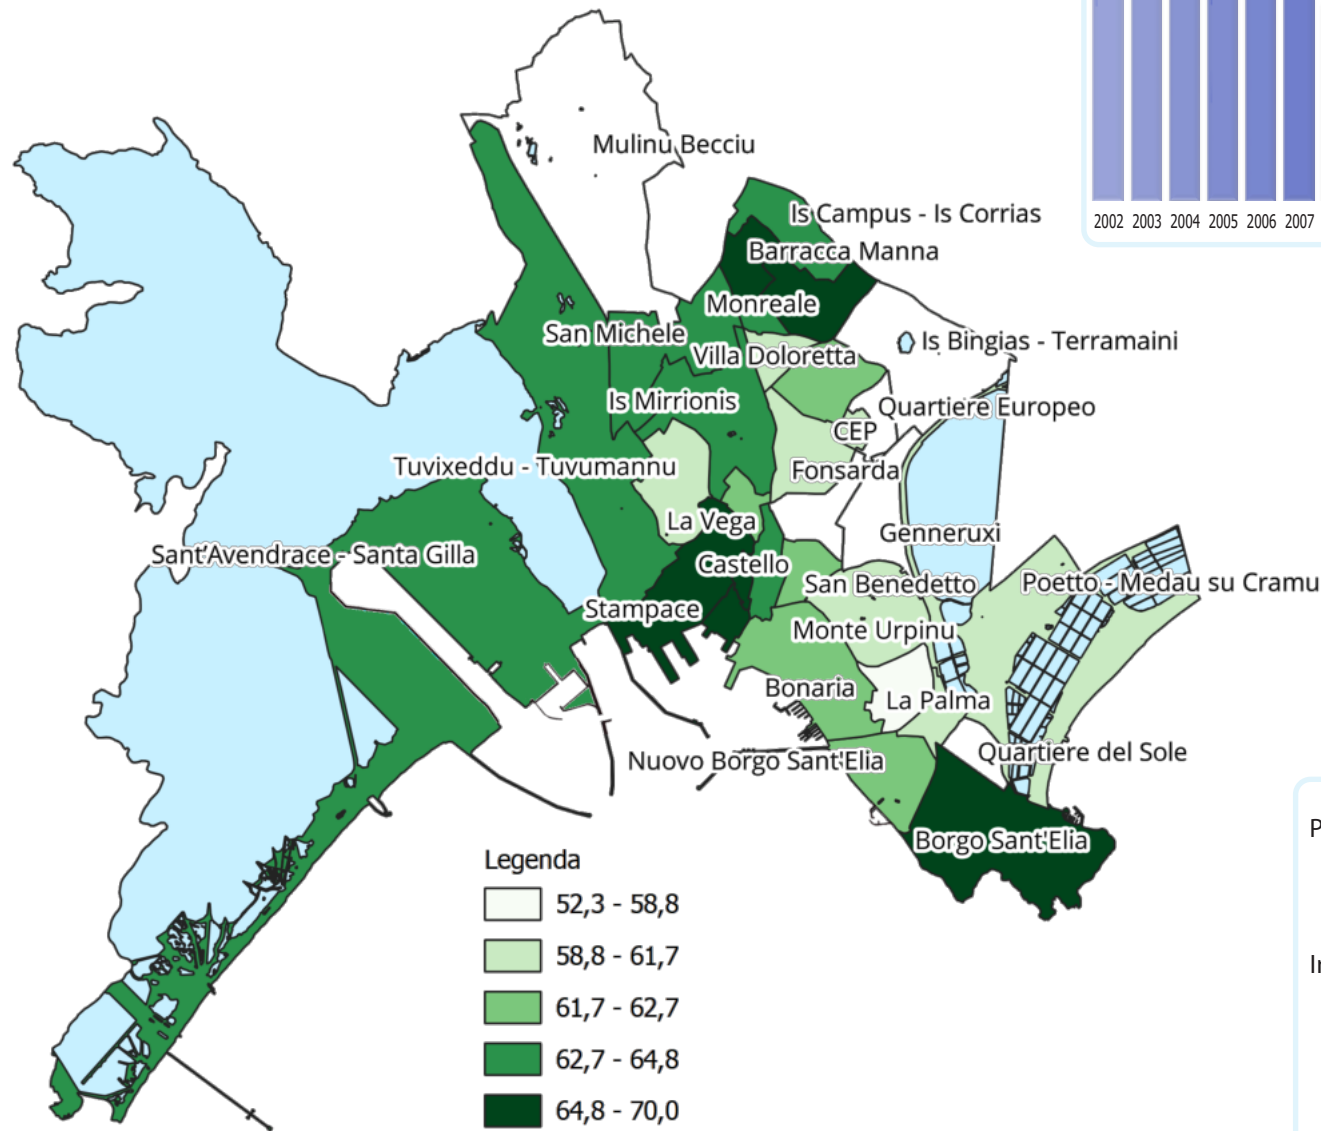 2002 2003 2004 2005 2006 2007
Mulinu Becciu
Is Campus - Is Corrias
Barracca Manna
Monreale
San Michele
Is Bingias - Terramaini
Villa Doloretta
Is Mirrionis
Quartiere Europeo
CEP
Tuvixeddu - Tuvumannu
Fonsarda
La Vega
Genneruxi
Sant'Avendrace - Santa Gilla
Castello
San Benedetto
Poetto - Medau su Cramu
Stampace
Monte Urpinu
Bonaria
La Palma
Nuovo Borgo Sant'Elia
Quartiere del Sole
Borgo Sant'Elia
Legenda
52,3 - 58,8
58,8 - 61,7
61,7 - 62,7
62,7 - 64,8
64,8 - 70,0